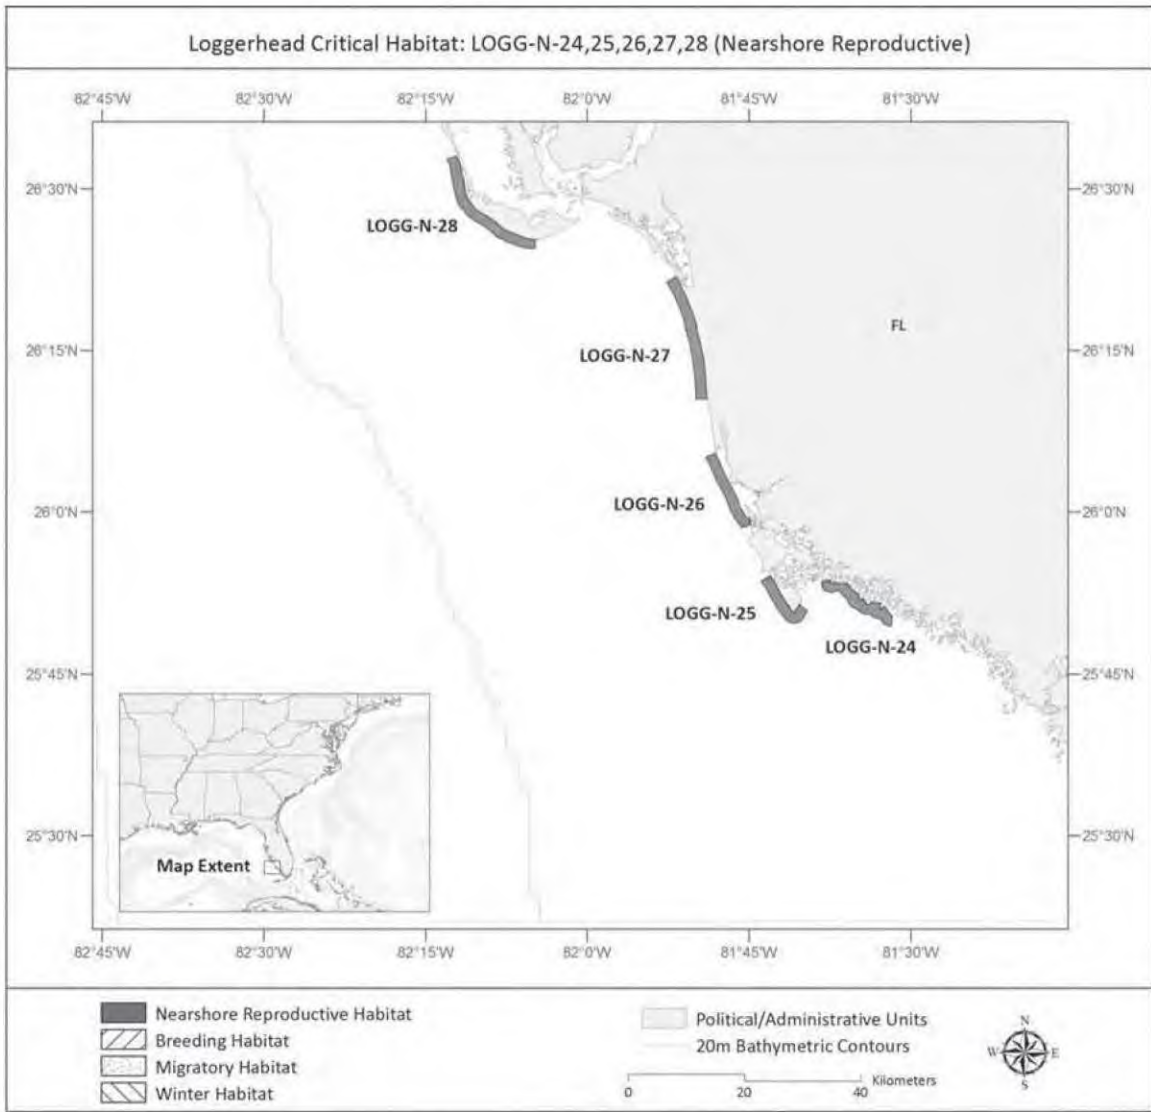 Loggerhead Critical Habitat: LOGG-N-24,25,26,27,28 (Nearshore Reproductive)
82°45'W 82°30'W 82°15'W 82°0'W 81°45'W 81°30'W
26°30'N 26°30'N
LOGG-N-28
FL
26°15'N LOGG-N-27 26°15'N
26°0'N LOGG-N-26 26°0'N
LOGG-N-25
LOGG-N-24
25°45'N 25°45'N
25°30'N 25°30'N
Map Extent
82°45'W 82°30'W 82°15'W 82°0'W 81°45'W 81°30'W
Nearshore Reproductive Habitat
Breeding Habitat
Migratory Habitat
Winter Habitat
Political/Administrative Units
20m Bathymetric Contours
Kilometers
0 20 40
N
W E
S